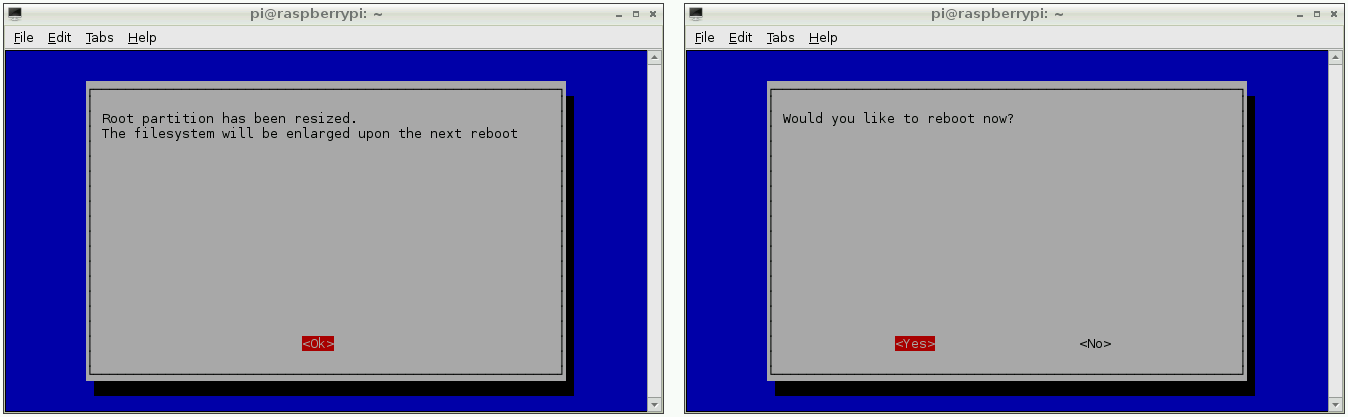 pi@raspberrypi: ~
File Edit Tabs Help
Root partition has been resized.
The filesystem will be enlarged upon the next reboot
<Ok>
pi@raspberrypi: ~
File Edit Tabs Help
Would you like to reboot now?
<Yes> <No>